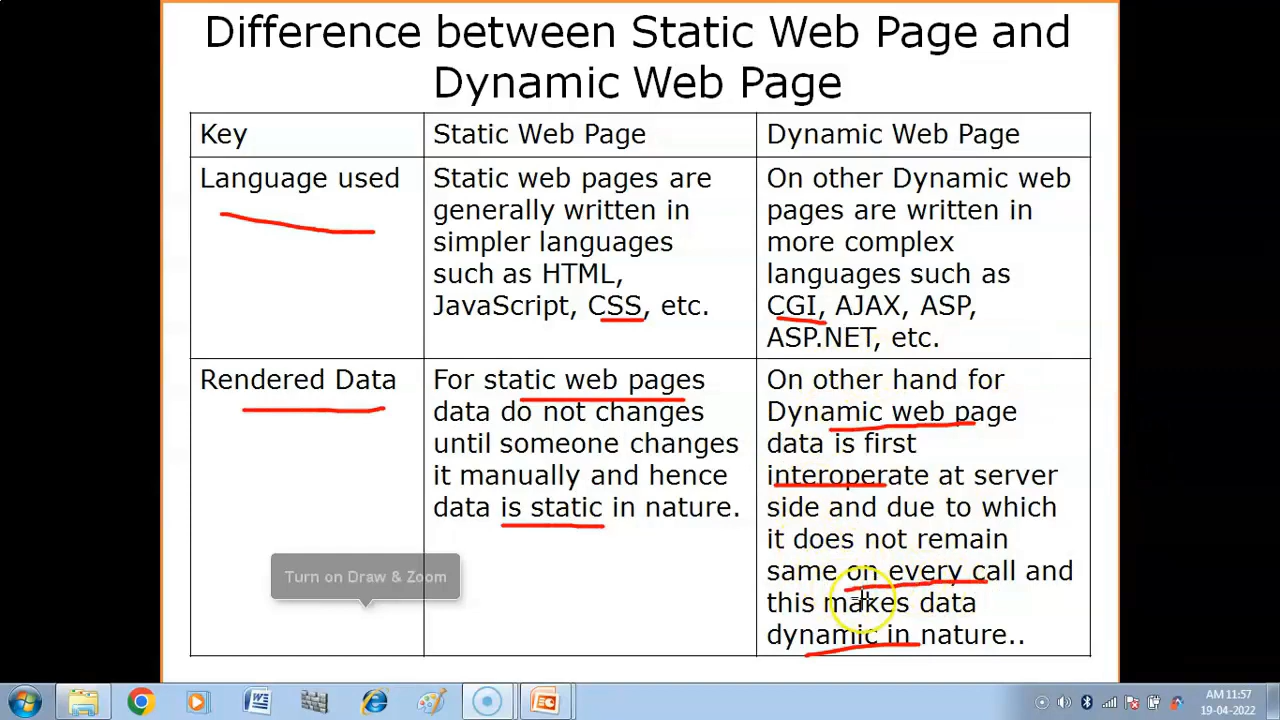 Difference between Static Web Page and
Dynamic Web Page
Key
Static Web Page
Dynamic Web Page
Language used
Static web pages are
generally written in
simpler languages
such as HTML,
JavaScript, CSS, etc.
On other Dynamic web
pages are written in
more complex
languages such as
CGI, AJAX, ASP,
ASP.NET, etc.
Rendered Data
For static web pages
data do not changes
until someone changes
it manually and hence
data is static in nature.
On other hand for
Dynamic web page
data is first
interoperate at server
side and due to which
it does not remain
same on every call and
this makes data
dynamic in nature..
Turn on Draw & Zoom
AM 11:57
19-04-2022